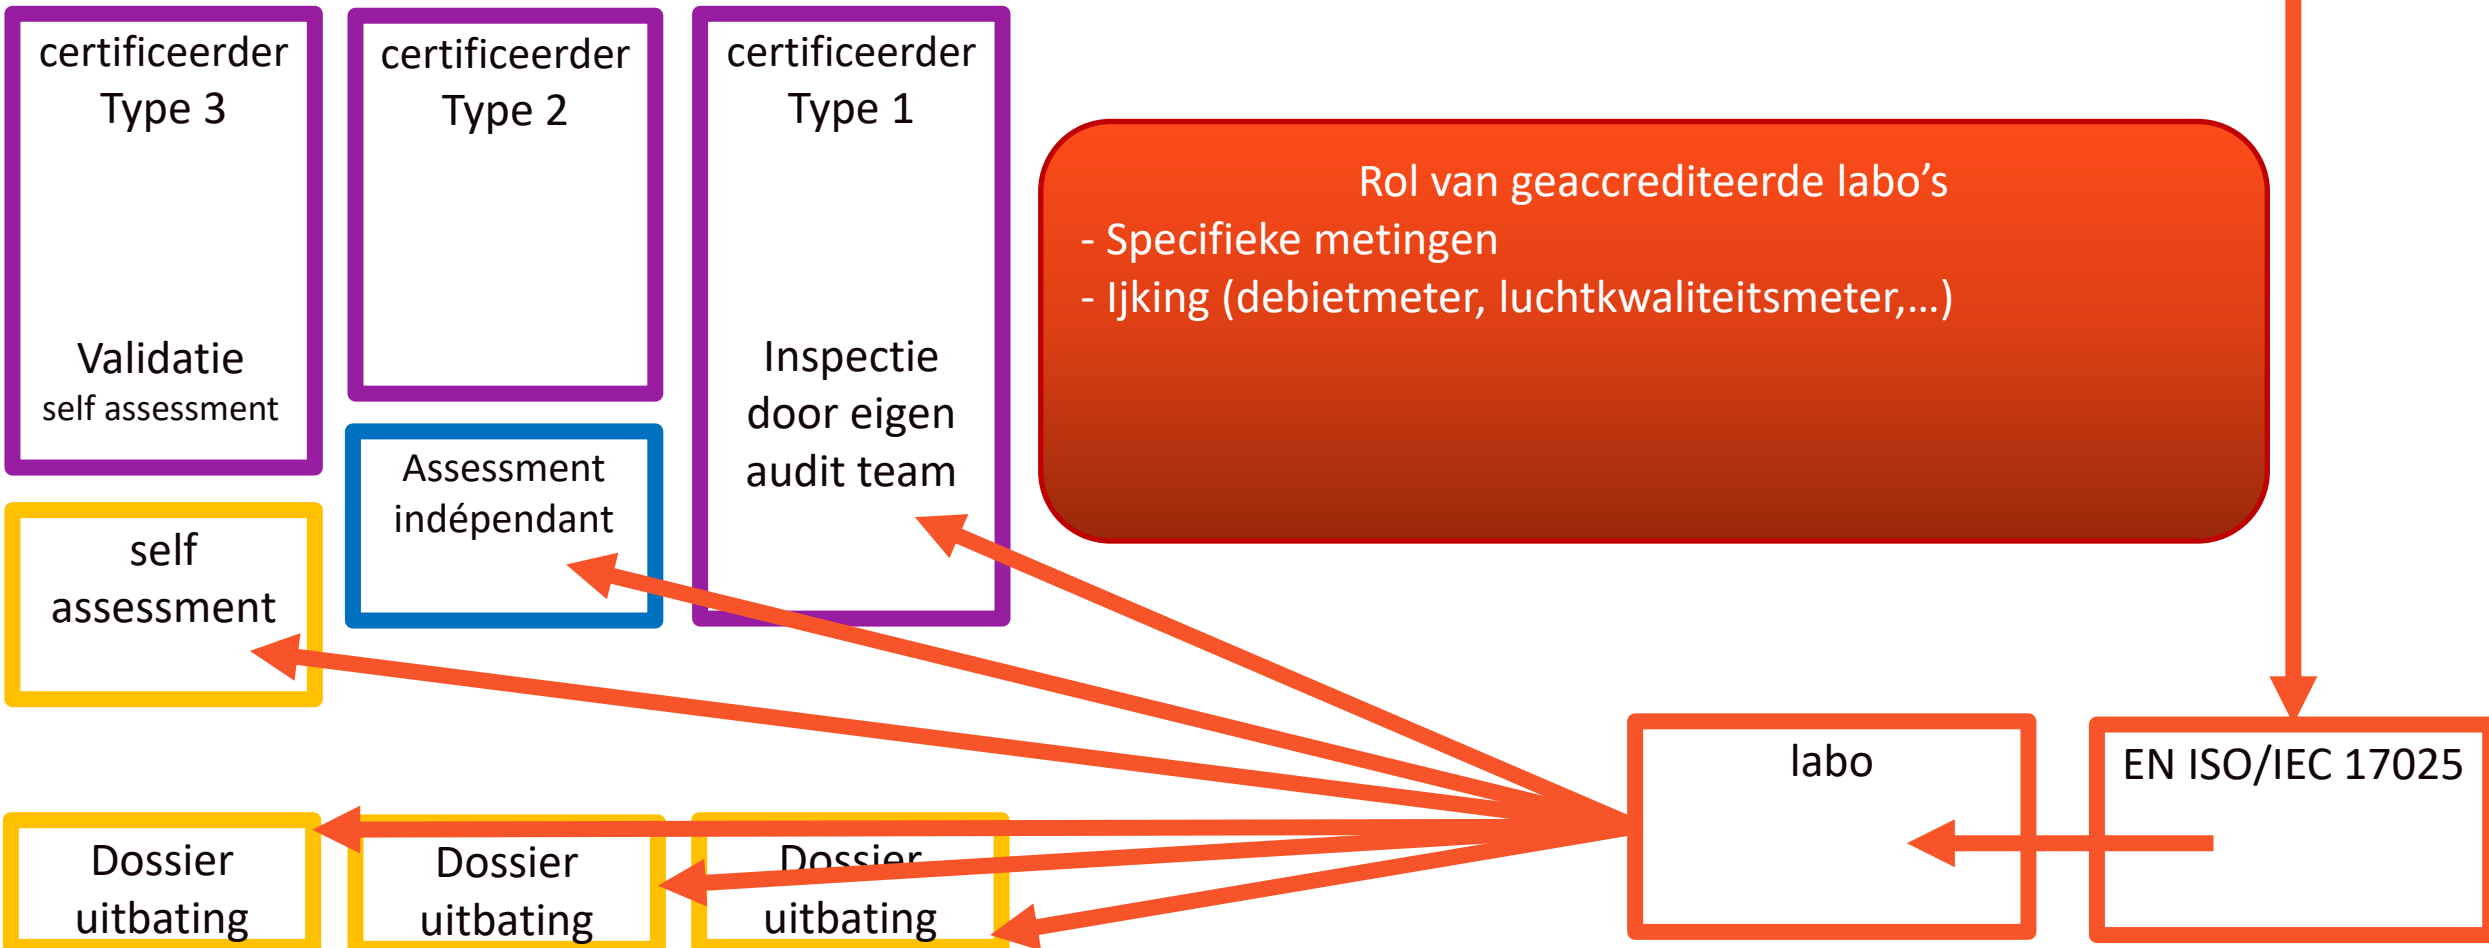 certificeerder
Type 3
Validatie
self assessment
self
assessment
Dossier
uitbating
certificeerder
Type 2
Assessment
indépendant
Dossier
uitbating
certificeerder
Type 1
Inspectie
door eigen
audit team
Dossier
uitbating
Rol van geaccrediteerde labo’s
- Specifieke metingen
- Ijking (debietmeter, luchtkwaliteitsmeter,…)
labo
EN ISO/IEC 17025